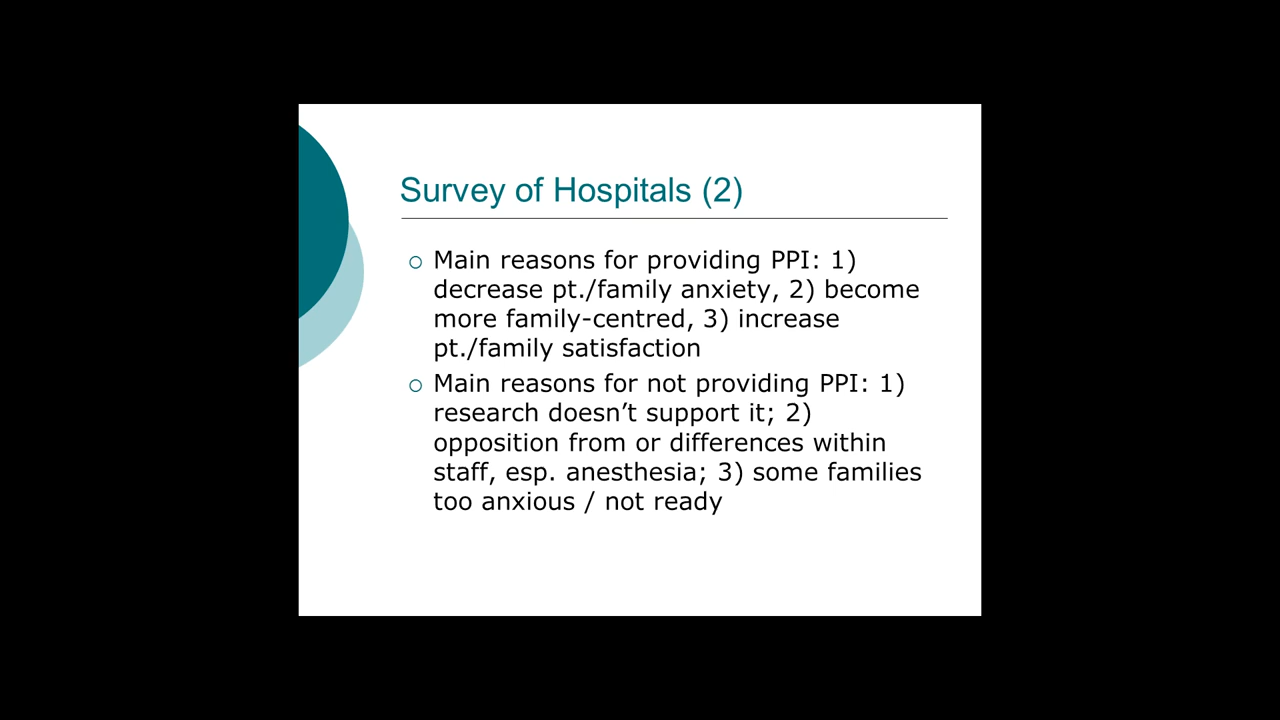 Survey of Hospitals (2)
Main reasons for providing PPI: 1)
decrease pt./family anxiety, 2) become
more family-centred, 3) increase
pt./family satisfaction
Main reasons for not providing PPI: 1)
research doesn’t support it; 2)
opposition from or differences within
staff, esp. anesthesia; 3) some families
too anxious / not ready